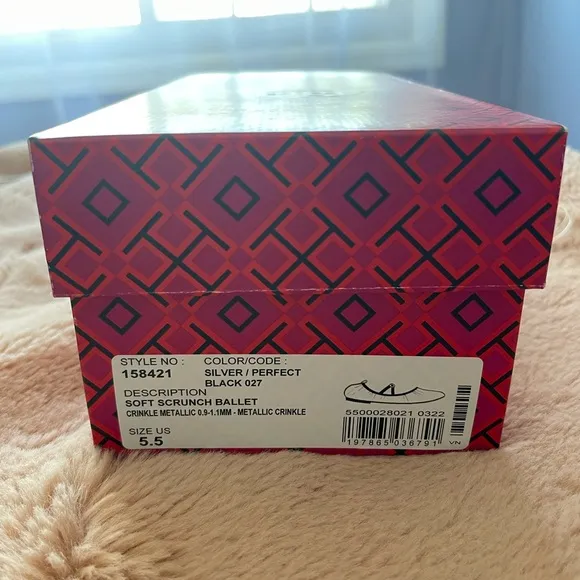 STYLE NO :
158421
COLOR/CODE :
SILVER / PERFECT
BLACK 027
DESCRIPTION
SOFT SCRUNCH BALLET
CRINKLE METALLIC 0.9-1.1MM - METALLIC CRINKLE
SIZE US
5.5
5500028021 0322
197865 036791
VN